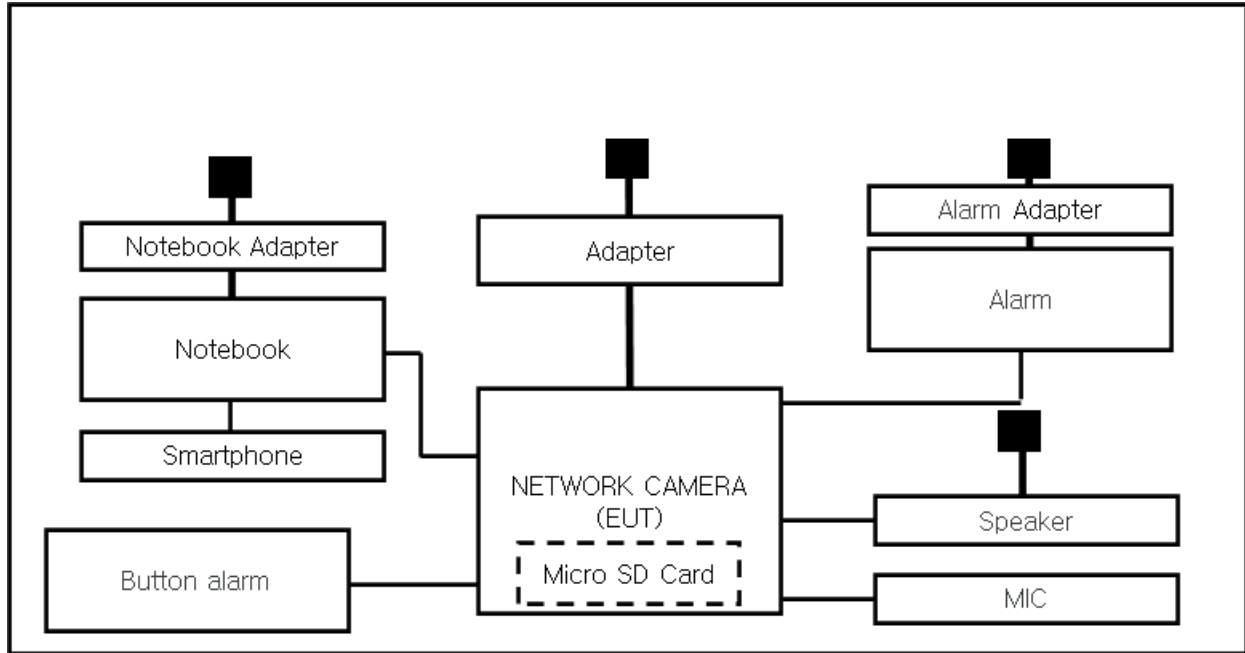 Notebook Adapter
Notebook
Smartphone
Button alarm
Adapter
NETWORK CAMERA
(EUT)
Micro SD Card
Alarm Adapter
Alarm
Speaker
MIC